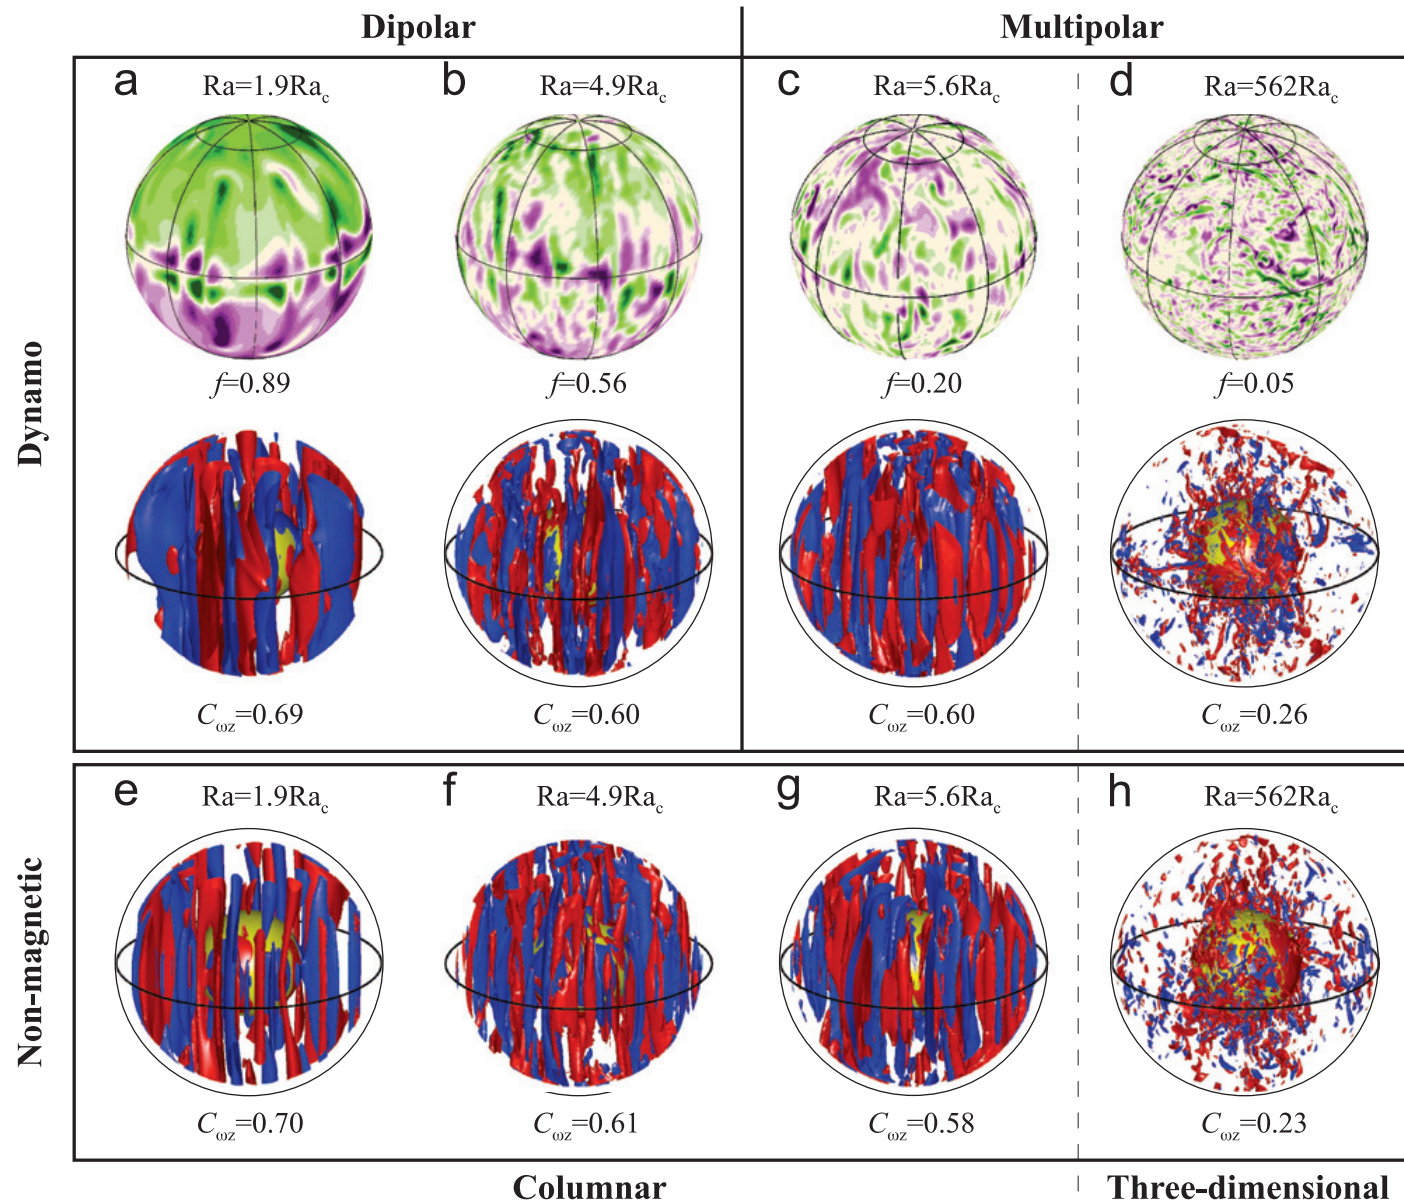 Dipolar Multipolar
a Ra=1.9Ra_c b Ra=4.9Ra_c c Ra=5.6Ra_c d Ra=562Ra_c
f=0.89 f=0.56 f=0.20 f=0.05
Dynamo
C_ωz=0.69 C_ωz=0.60 C_ωz=0.60 C_ωz=0.26
e Ra=1.9Ra_c f Ra=4.9Ra_c g Ra=5.6Ra_c h Ra=562Ra_c
Non-magnetic
C_ωz=0.70 C_ωz=0.61 C_ωz=0.58 C_ωz=0.23
Columnar Three-dimensional